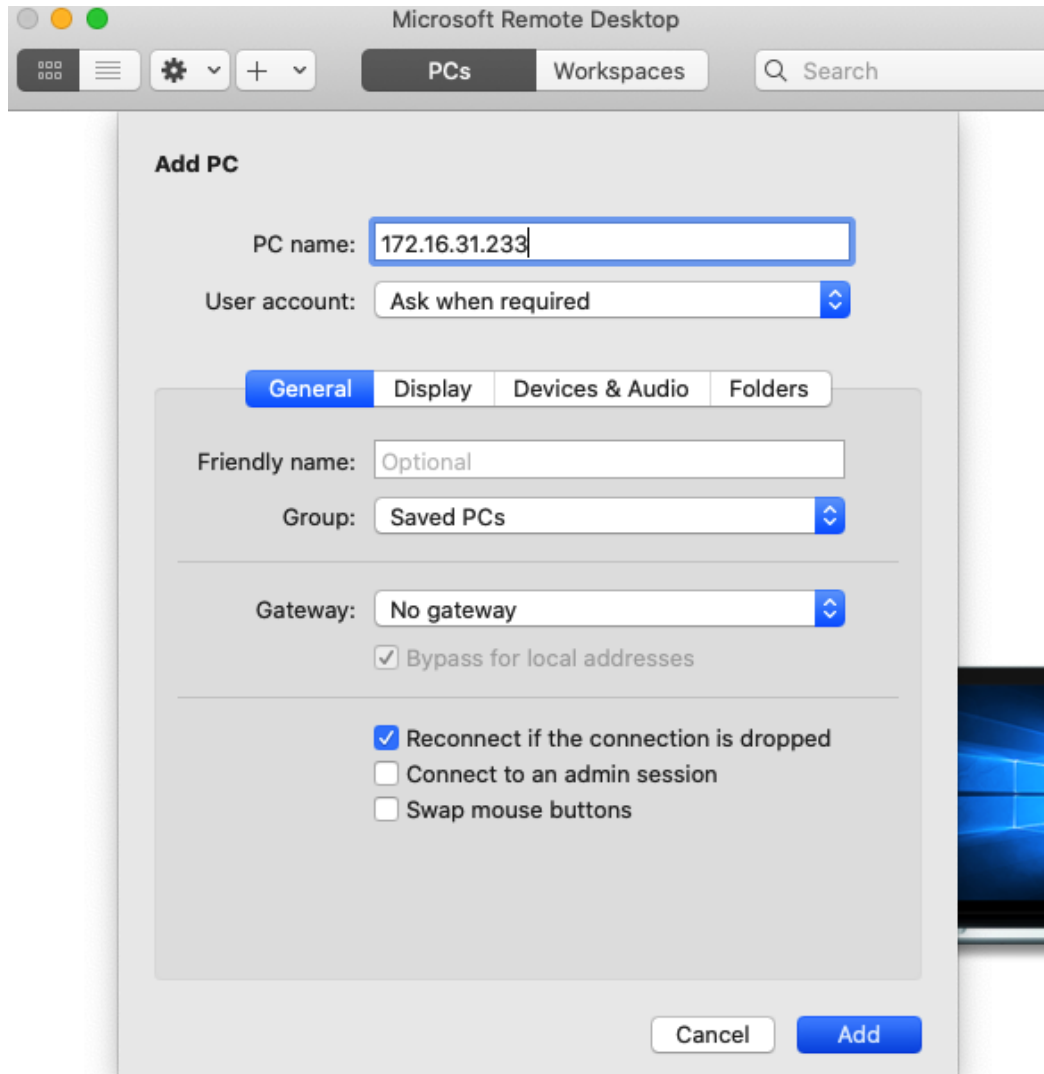 Microsoft Remote Desktop
PCs Workspaces Search
Add PC
PC name: 172.16.31.233
User account: Ask when required
General Display Devices & Audio Folders
Friendly name: Optional
Group: Saved PCs
Gateway: No gateway
Bypass for local addresses
Reconnect if the connection is dropped
Connect to an admin session
Swap mouse buttons
Cancel Add